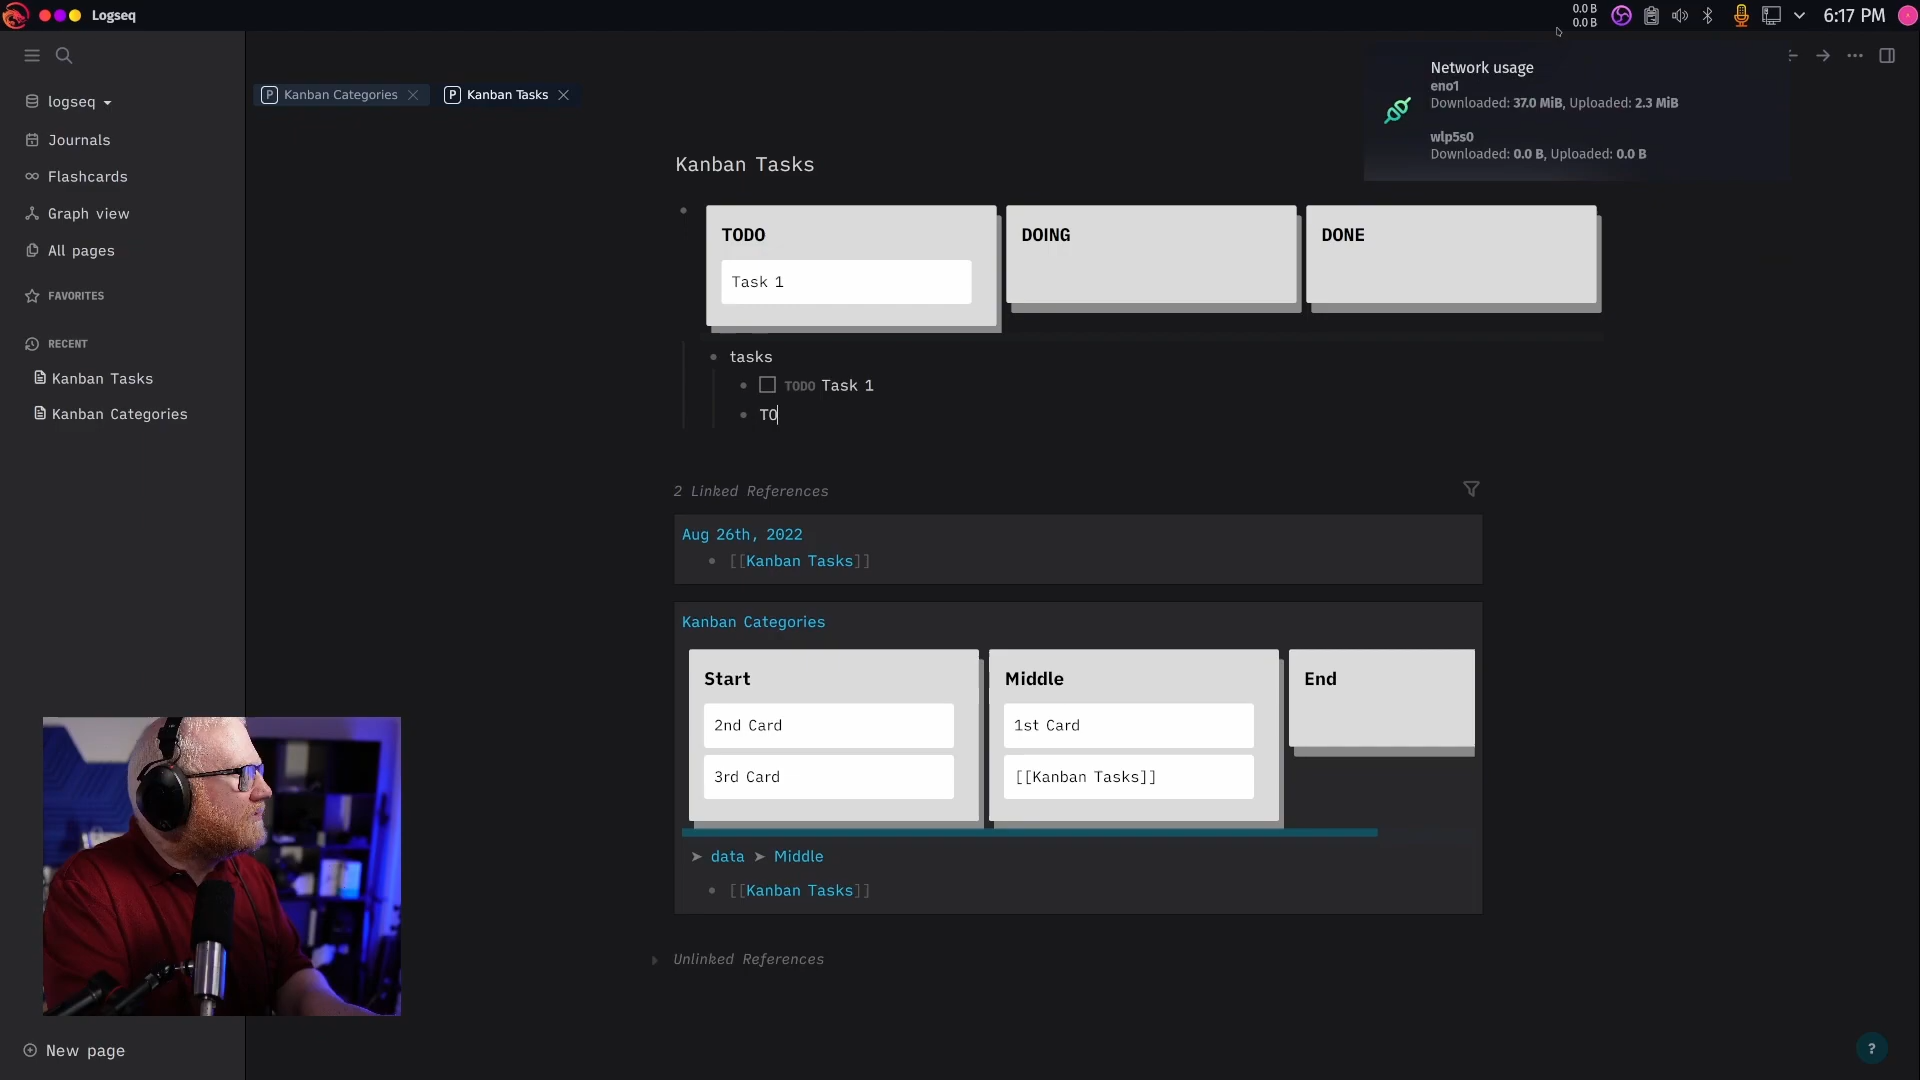 Logseq
0.0 B
0.0 B
6:17 PM
logseq
Journals
Flashcards
Graph view
All pages
FAVORITES
RECENT
Kanban Tasks
Kanban Categories
New page
P Kanban Categories
P Kanban Tasks
Network usage
eno1
Downloaded: 37.0 MiB, Uploaded: 2.3 MiB
wlp5s0
Downloaded: 0.0 B, Uploaded: 0.0 B
Kanban Tasks
TODO
Task 1
DOING
DONE
tasks
TODO Task 1
TO
2 Linked References
Aug 26th, 2022
[[Kanban Tasks]]
Kanban Categories
Start
2nd Card
3rd Card
Middle
1st Card
[[Kanban Tasks]]
End
data
Middle
[[Kanban Tasks]]
Unlinked References
?